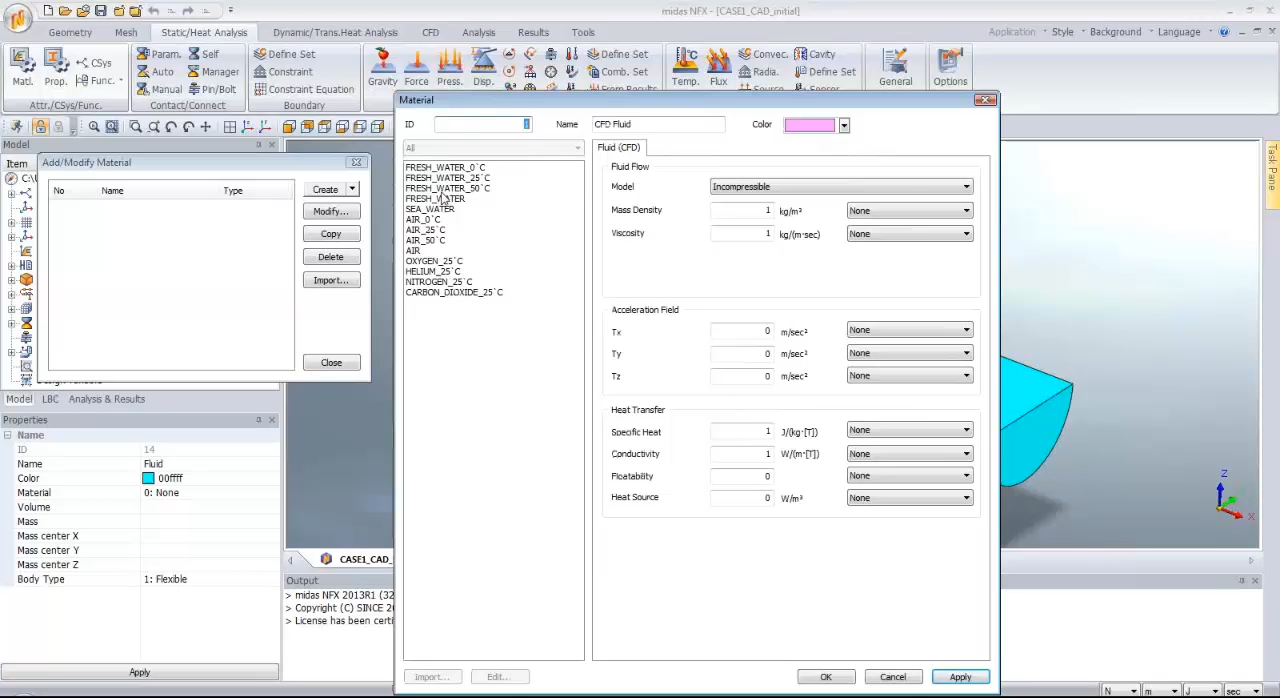 midas NFX - [CASE1_CAD_initial]
Geometry Mesh Static/Heat Analysis Dynamic/Trans.Heat Analysis CFD Analysis Results Tools
Application Style Background Language
Matl. Prop. CSys Func.
Attr./CSys/Func.
Param. Self
Auto Manager
Manual Pin/Bolt
Contact/Connect
Define Set
Constraint
Constraint Equation
Boundary
Gravity Force Press. Disp.
Define Set
Comb. Set
From Results
Temp. Flux
Convec. Cavity
Radia. Define Set
Source Sensor
General
Options
Model
Item
Add/Modify Material
No Name Type
Create
Modify...
Copy
Delete
Import...
Close
Model LBC Analysis & Results
Properties
Name
ID 14
Name Fluid
Color 00ffff
Material 0: None
Volume
Mass
Mass center X
Mass center Y
Mass center Z
Body Type 1: Flexible
Apply
CASE1_CAD_
Output
> midas NFX 2013R1 (32
> Copyright (C) SINCE 20
> License has been certi
Material
ID Name CFD Fluid Color
All
FRESH_WATER_0`C
FRESH_WATER_25`C
FRESH_WATER_50`C
FRESH_WATER
SEA_WATER
AIR_0`C
AIR_25`C
AIR_50`C
AIR
OXYGEN_25`C
HELIUM_25`C
NITROGEN_25`C
CARBON_DIOXIDE_25`C
Fluid (CFD)
Fluid Flow
Model Incompressible
Mass Density 1 kg/m³ None
Viscosity 1 kg/(m·sec) None
Acceleration Field
Tx 0 m/sec² None
Ty 0 m/sec² None
Tz 0 m/sec² None
Heat Transfer
Specific Heat 1 J/(kg·[T]) None
Conductivity 1 W/(m·[T]) None
Floatability 0 None
Heat Source 0 W/m³ None
Import... Edit... OK Cancel Apply
Task Pane
Z
X
N m J sec